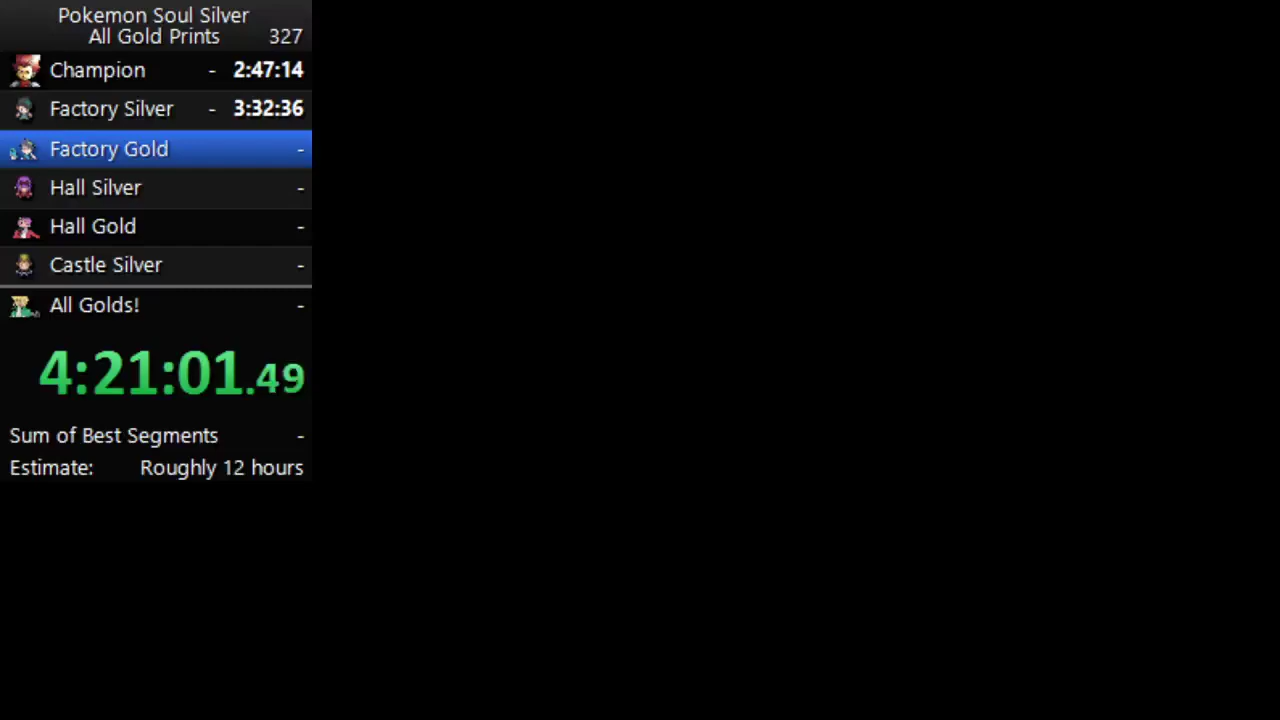 Pokemon Soul Silver
All Gold Prints 327
Champion - 2:47:14
Factory Silver - 3:32:36
Factory Gold -
Hall Silver -
Hall Gold -
Castle Silver -
All Golds! -
4:21:01.49
Sum of Best Segments -
Estimate: Roughly 12 hours